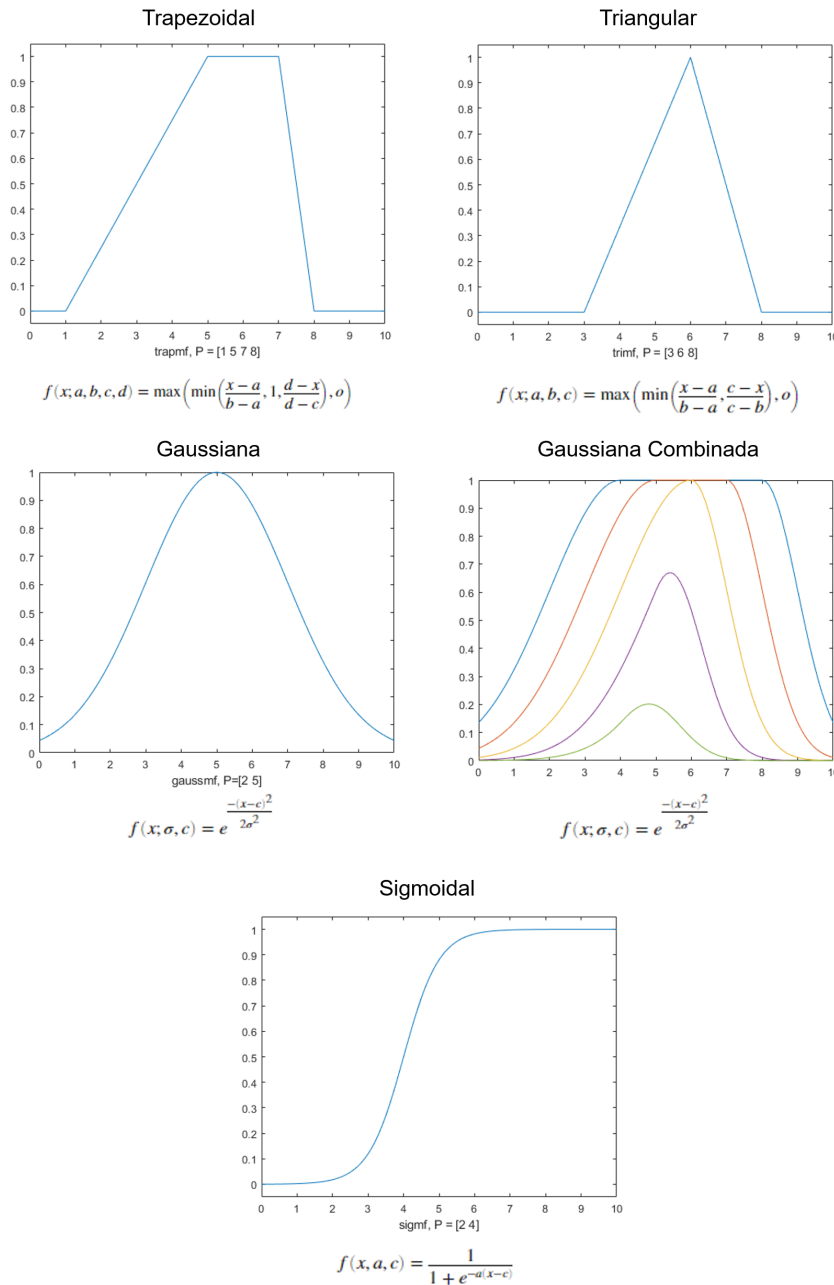 Trapezoidal
1
0.9
0.8
0.7
0.6
0.5
0.4
0.3
0.2
0.1
0
0 1 2 3 4 5 6 7 8 9 10
trapmf, P = [1 5 7 8]
f(x; a, b, c, d) = max(min((x − a)/(b − a), 1, (d − x)/(d − c)), o)
Triangular
1
0.9
0.8
0.7
0.6
0.5
0.4
0.3
0.2
0.1
0
0 1 2 3 4 5 6 7 8 9 10
trimf, P = [3 6 8]
f(x; a, b, c) = max(min((x − a)/(b − a), (c − x)/(c − b)), o)
Gaussiana
1
0.9
0.8
0.7
0.6
0.5
0.4
0.3
0.2
0.1
0
0 1 2 3 4 5 6 7 8 9 10
gaussmf, P=[2 5]
f(x; σ, c) = e^(−(x−c)²/2σ²)
Gaussiana Combinada
1
0.9
0.8
0.7
0.6
0.5
0.4
0.3
0.2
0.1
0
0 1 2 3 4 5 6 7 8 9 10
f(x; σ, c) = e^(−(x−c)²/2σ²)
Sigmoidal
1
0.9
0.8
0.7
0.6
0.5
0.4
0.3
0.2
0.1
0
0 1 2 3 4 5 6 7 8 9 10
sigmf, P = [2 4]
f(x, a, c) = 1/(1 + e^(−a(x−c)))